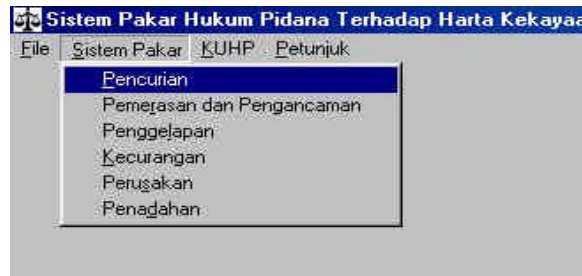 Sistem Pakar Hukum Pidana Terhadap Harta Kekayaa
File Sistem Pakar KUHP Petunjuk
Pencurian
Pemerasan dan Pengancaman
Penggelapan
Kecurangan
Perusakan
Penadahan